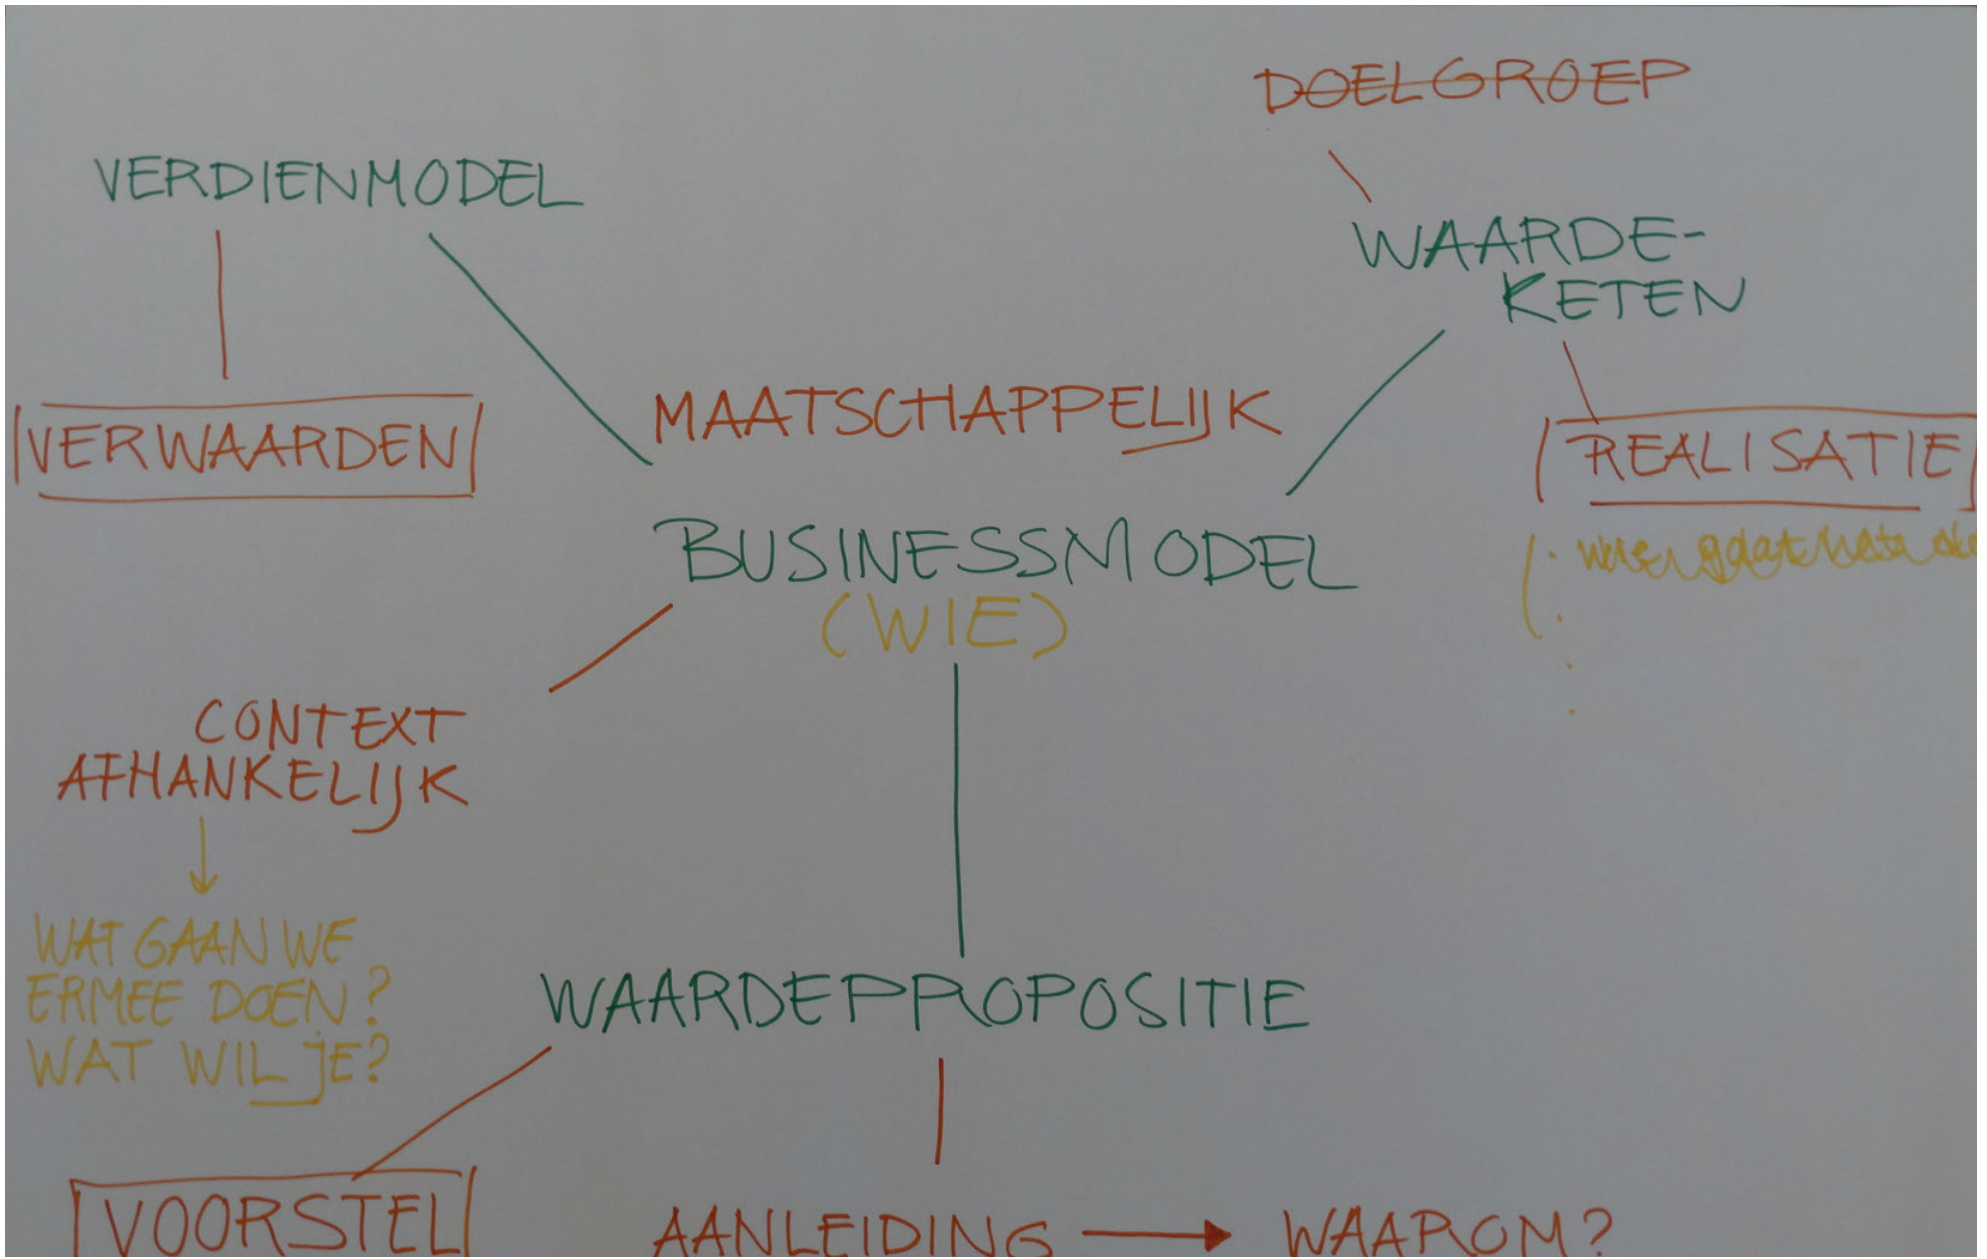 DOELGROEP
VERDIENMODEL
WAARDE-
KETEN
MAATSCHAPPELIJK
VERWAARDEN
REALISATIE
BUSINESSMODEL
(WIE)
CONTEXT
AFHANKELIJK
WAT GAAN WE
ERMEE DOEN?
WAT WIL JE?
WAARDEPROPOSITIE
VOORSTEL
AANLEIDING → WAAROM?